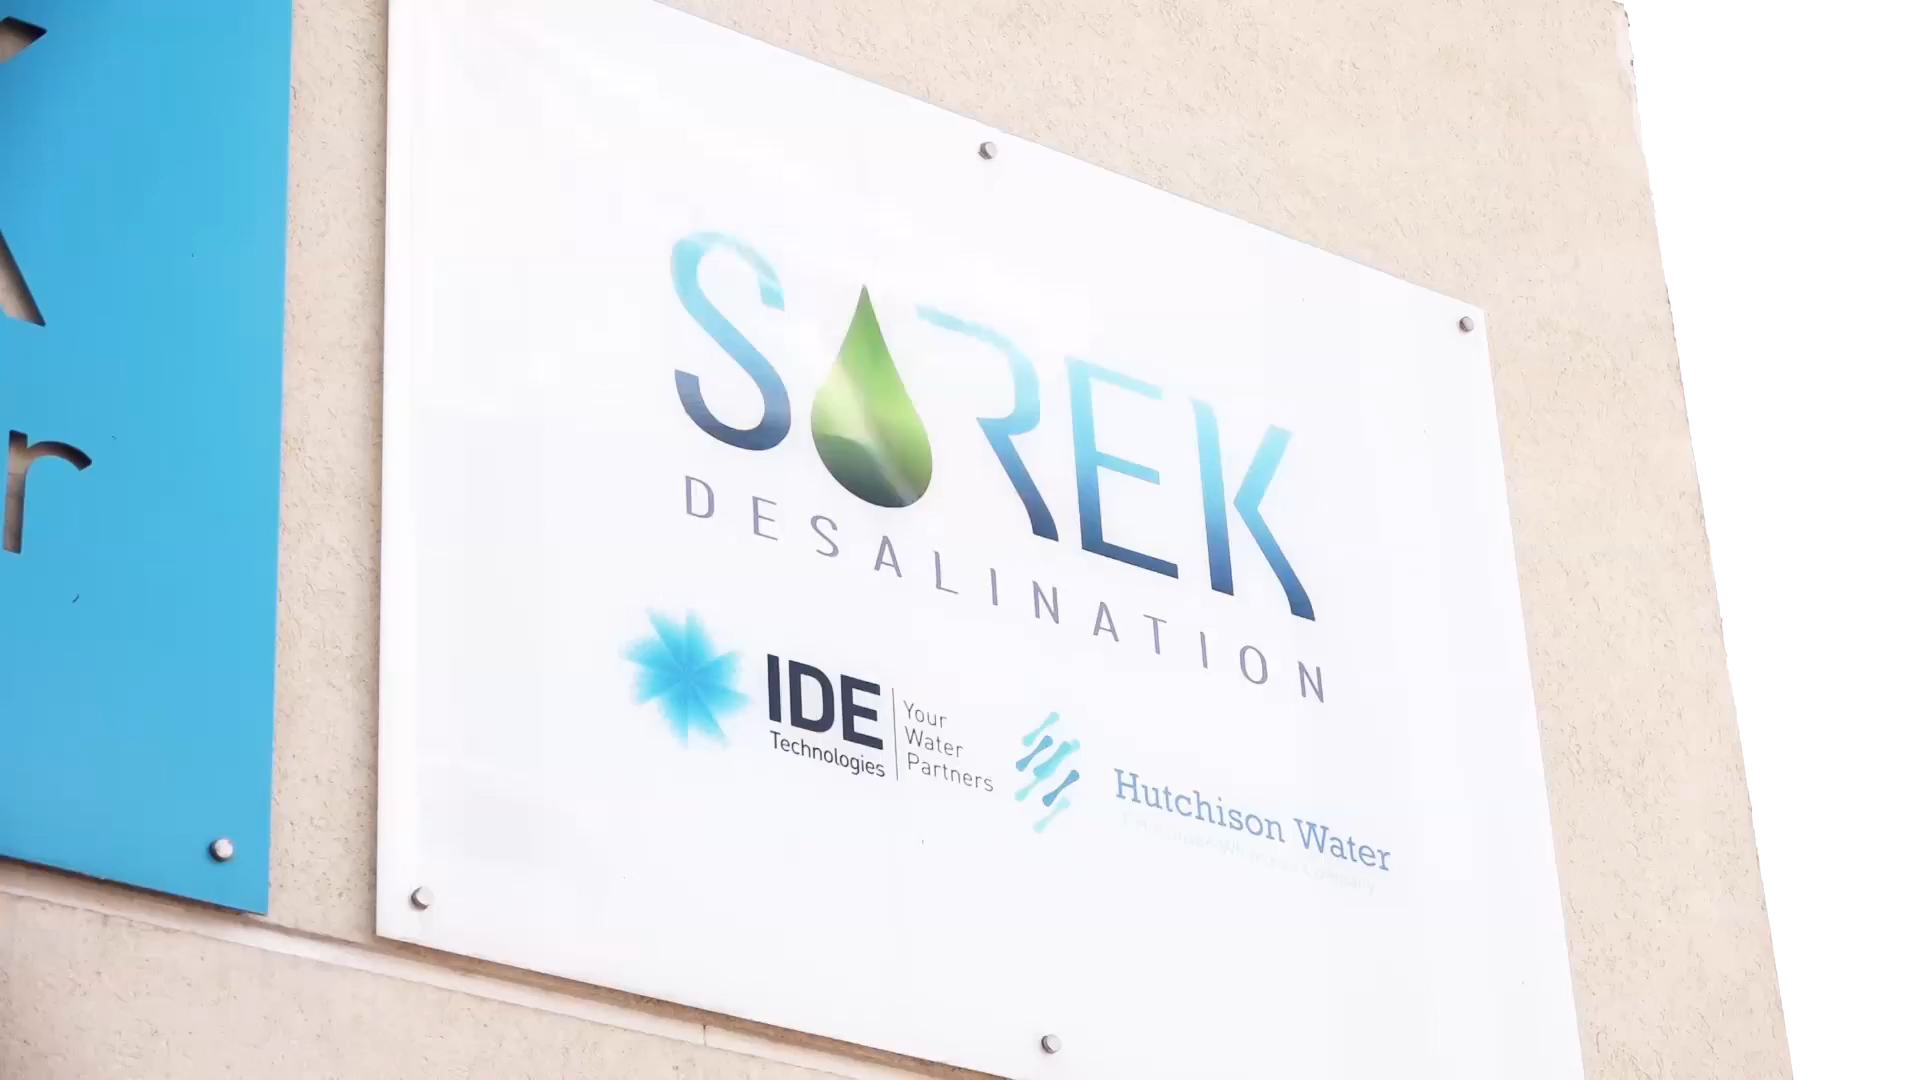 r
SOREK
DESALINATION
IDE
Technologies
Your
Water
Partners
Hutchison Water